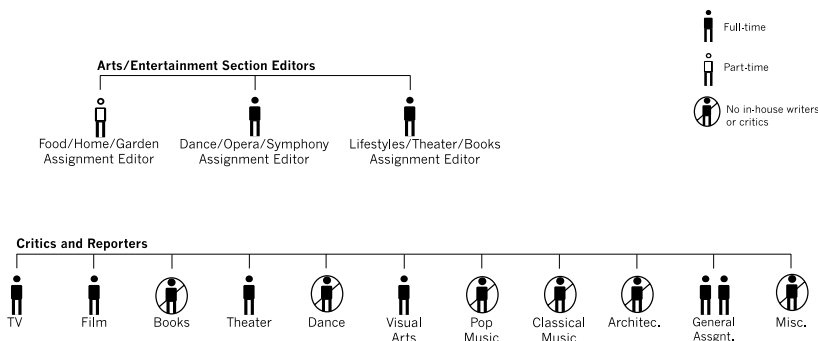 Full-time
Part-time
No in-house writers
or critics
Arts/Entertainment Section Editors
Food/Home/Garden
Assignment Editor
Dance/Opera/Symphony
Assignment Editor
Lifestyles/Theater/Books
Assignment Editor
Critics and Reporters
TV
Film
Books
Theater
Dance
Visual
Arts
Pop
Music
Classical
Music
Architec.
General
Assgnt.
Misc.